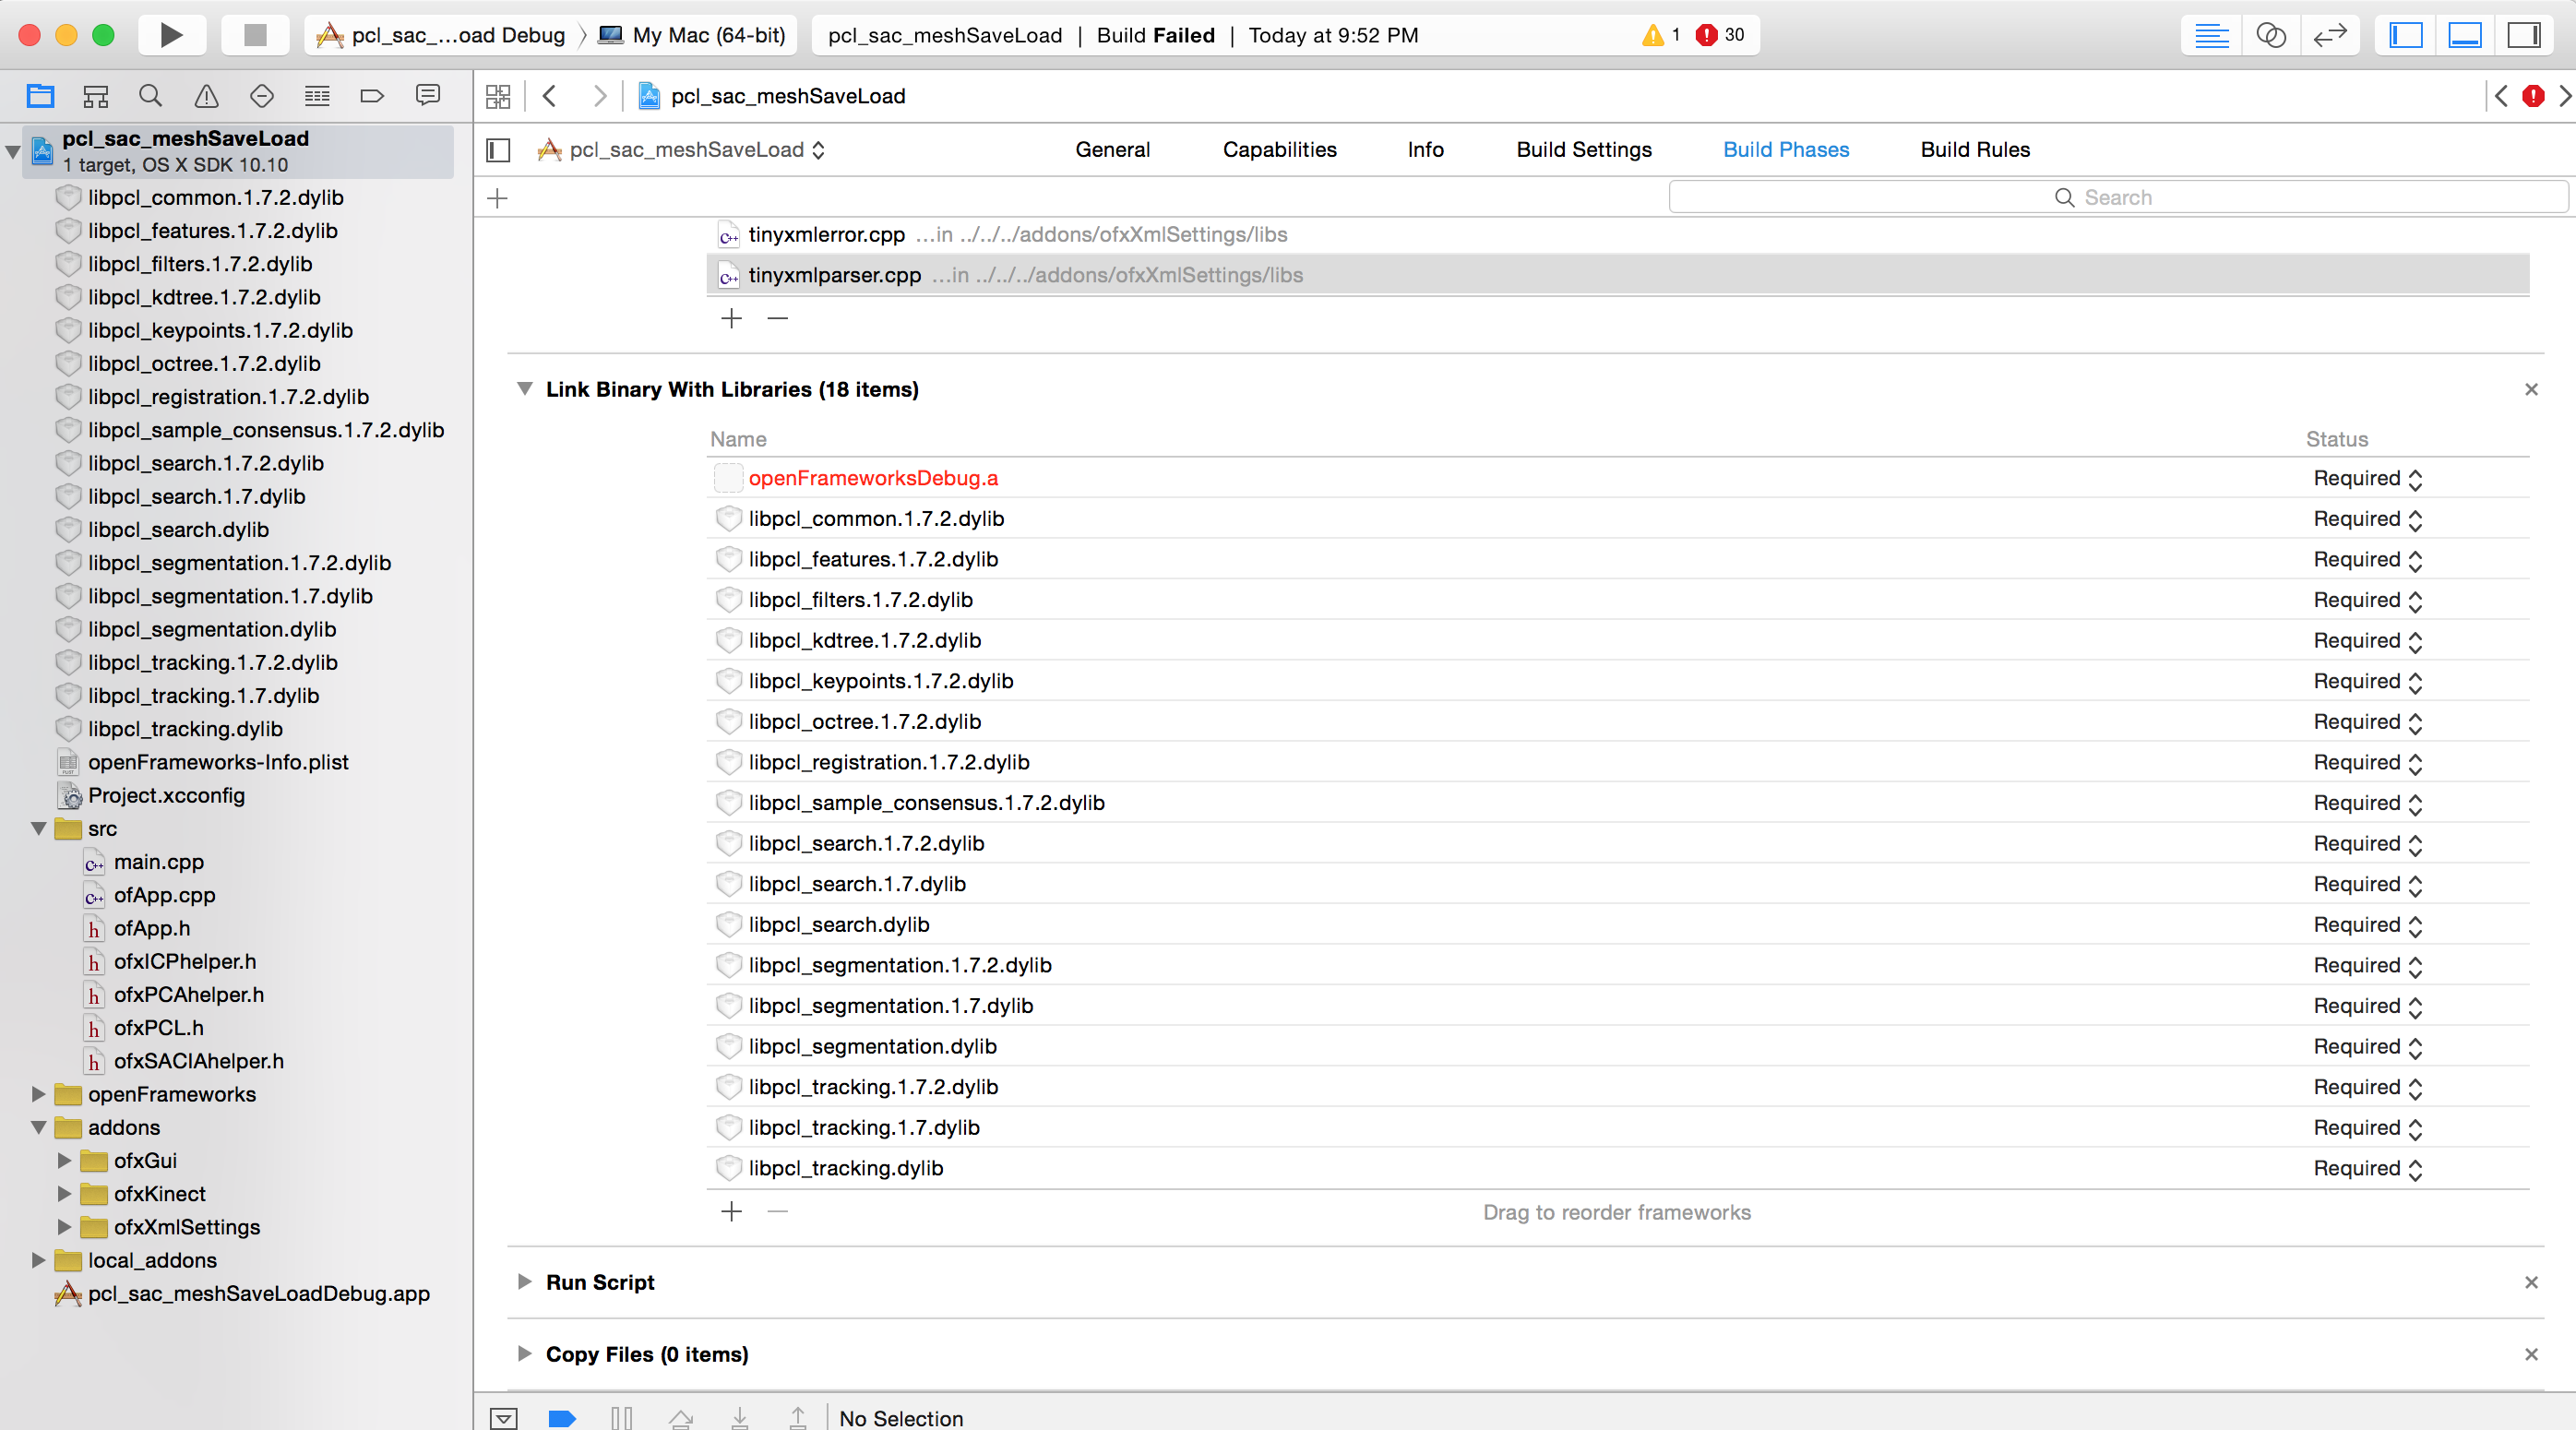 pcl_sac_...oad Debug 〉 My Mac (64-bit)
pcl_sac_meshSaveLoad | Build Failed | Today at 9:52 PM
1 30
pcl_sac_meshSaveLoad
pcl_sac_meshSaveLoad
1 target, OS X SDK 10.10
libpcl_common.1.7.2.dylib
libpcl_features.1.7.2.dylib
libpcl_filters.1.7.2.dylib
libpcl_kdtree.1.7.2.dylib
libpcl_keypoints.1.7.2.dylib
libpcl_octree.1.7.2.dylib
libpcl_registration.1.7.2.dylib
libpcl_sample_consensus.1.7.2.dylib
libpcl_search.1.7.2.dylib
libpcl_search.1.7.dylib
libpcl_search.dylib
libpcl_segmentation.1.7.2.dylib
libpcl_segmentation.1.7.dylib
libpcl_segmentation.dylib
libpcl_tracking.1.7.2.dylib
libpcl_tracking.1.7.dylib
libpcl_tracking.dylib
openFrameworks-Info.plist
Project.xcconfig
src
main.cpp
ofApp.cpp
ofApp.h
ofxICPhelper.h
ofxPCAhelper.h
ofxPCL.h
ofxSACIAhelper.h
openFrameworks
addons
ofxGui
ofxKinect
ofxXmlSettings
local_addons
pcl_sac_meshSaveLoadDebug.app
pcl_sac_meshSaveLoad General Capabilities Info Build Settings Build Phases Build Rules
Search
tinyxmlerror.cpp ...in ../../../addons/ofxXmlSettings/libs
tinyxmlparser.cpp ...in ../../../addons/ofxXmlSettings/libs
Link Binary With Libraries (18 items)
Name Status
openFrameworksDebug.a Required
libpcl_common.1.7.2.dylib Required
libpcl_features.1.7.2.dylib Required
libpcl_filters.1.7.2.dylib Required
libpcl_kdtree.1.7.2.dylib Required
libpcl_keypoints.1.7.2.dylib Required
libpcl_octree.1.7.2.dylib Required
libpcl_registration.1.7.2.dylib Required
libpcl_sample_consensus.1.7.2.dylib Required
libpcl_search.1.7.2.dylib Required
libpcl_search.1.7.dylib Required
libpcl_search.dylib Required
libpcl_segmentation.1.7.2.dylib Required
libpcl_segmentation.1.7.dylib Required
libpcl_segmentation.dylib Required
libpcl_tracking.1.7.2.dylib Required
libpcl_tracking.1.7.dylib Required
libpcl_tracking.dylib Required
Drag to reorder frameworks
Run Script
Copy Files (0 items)
No Selection